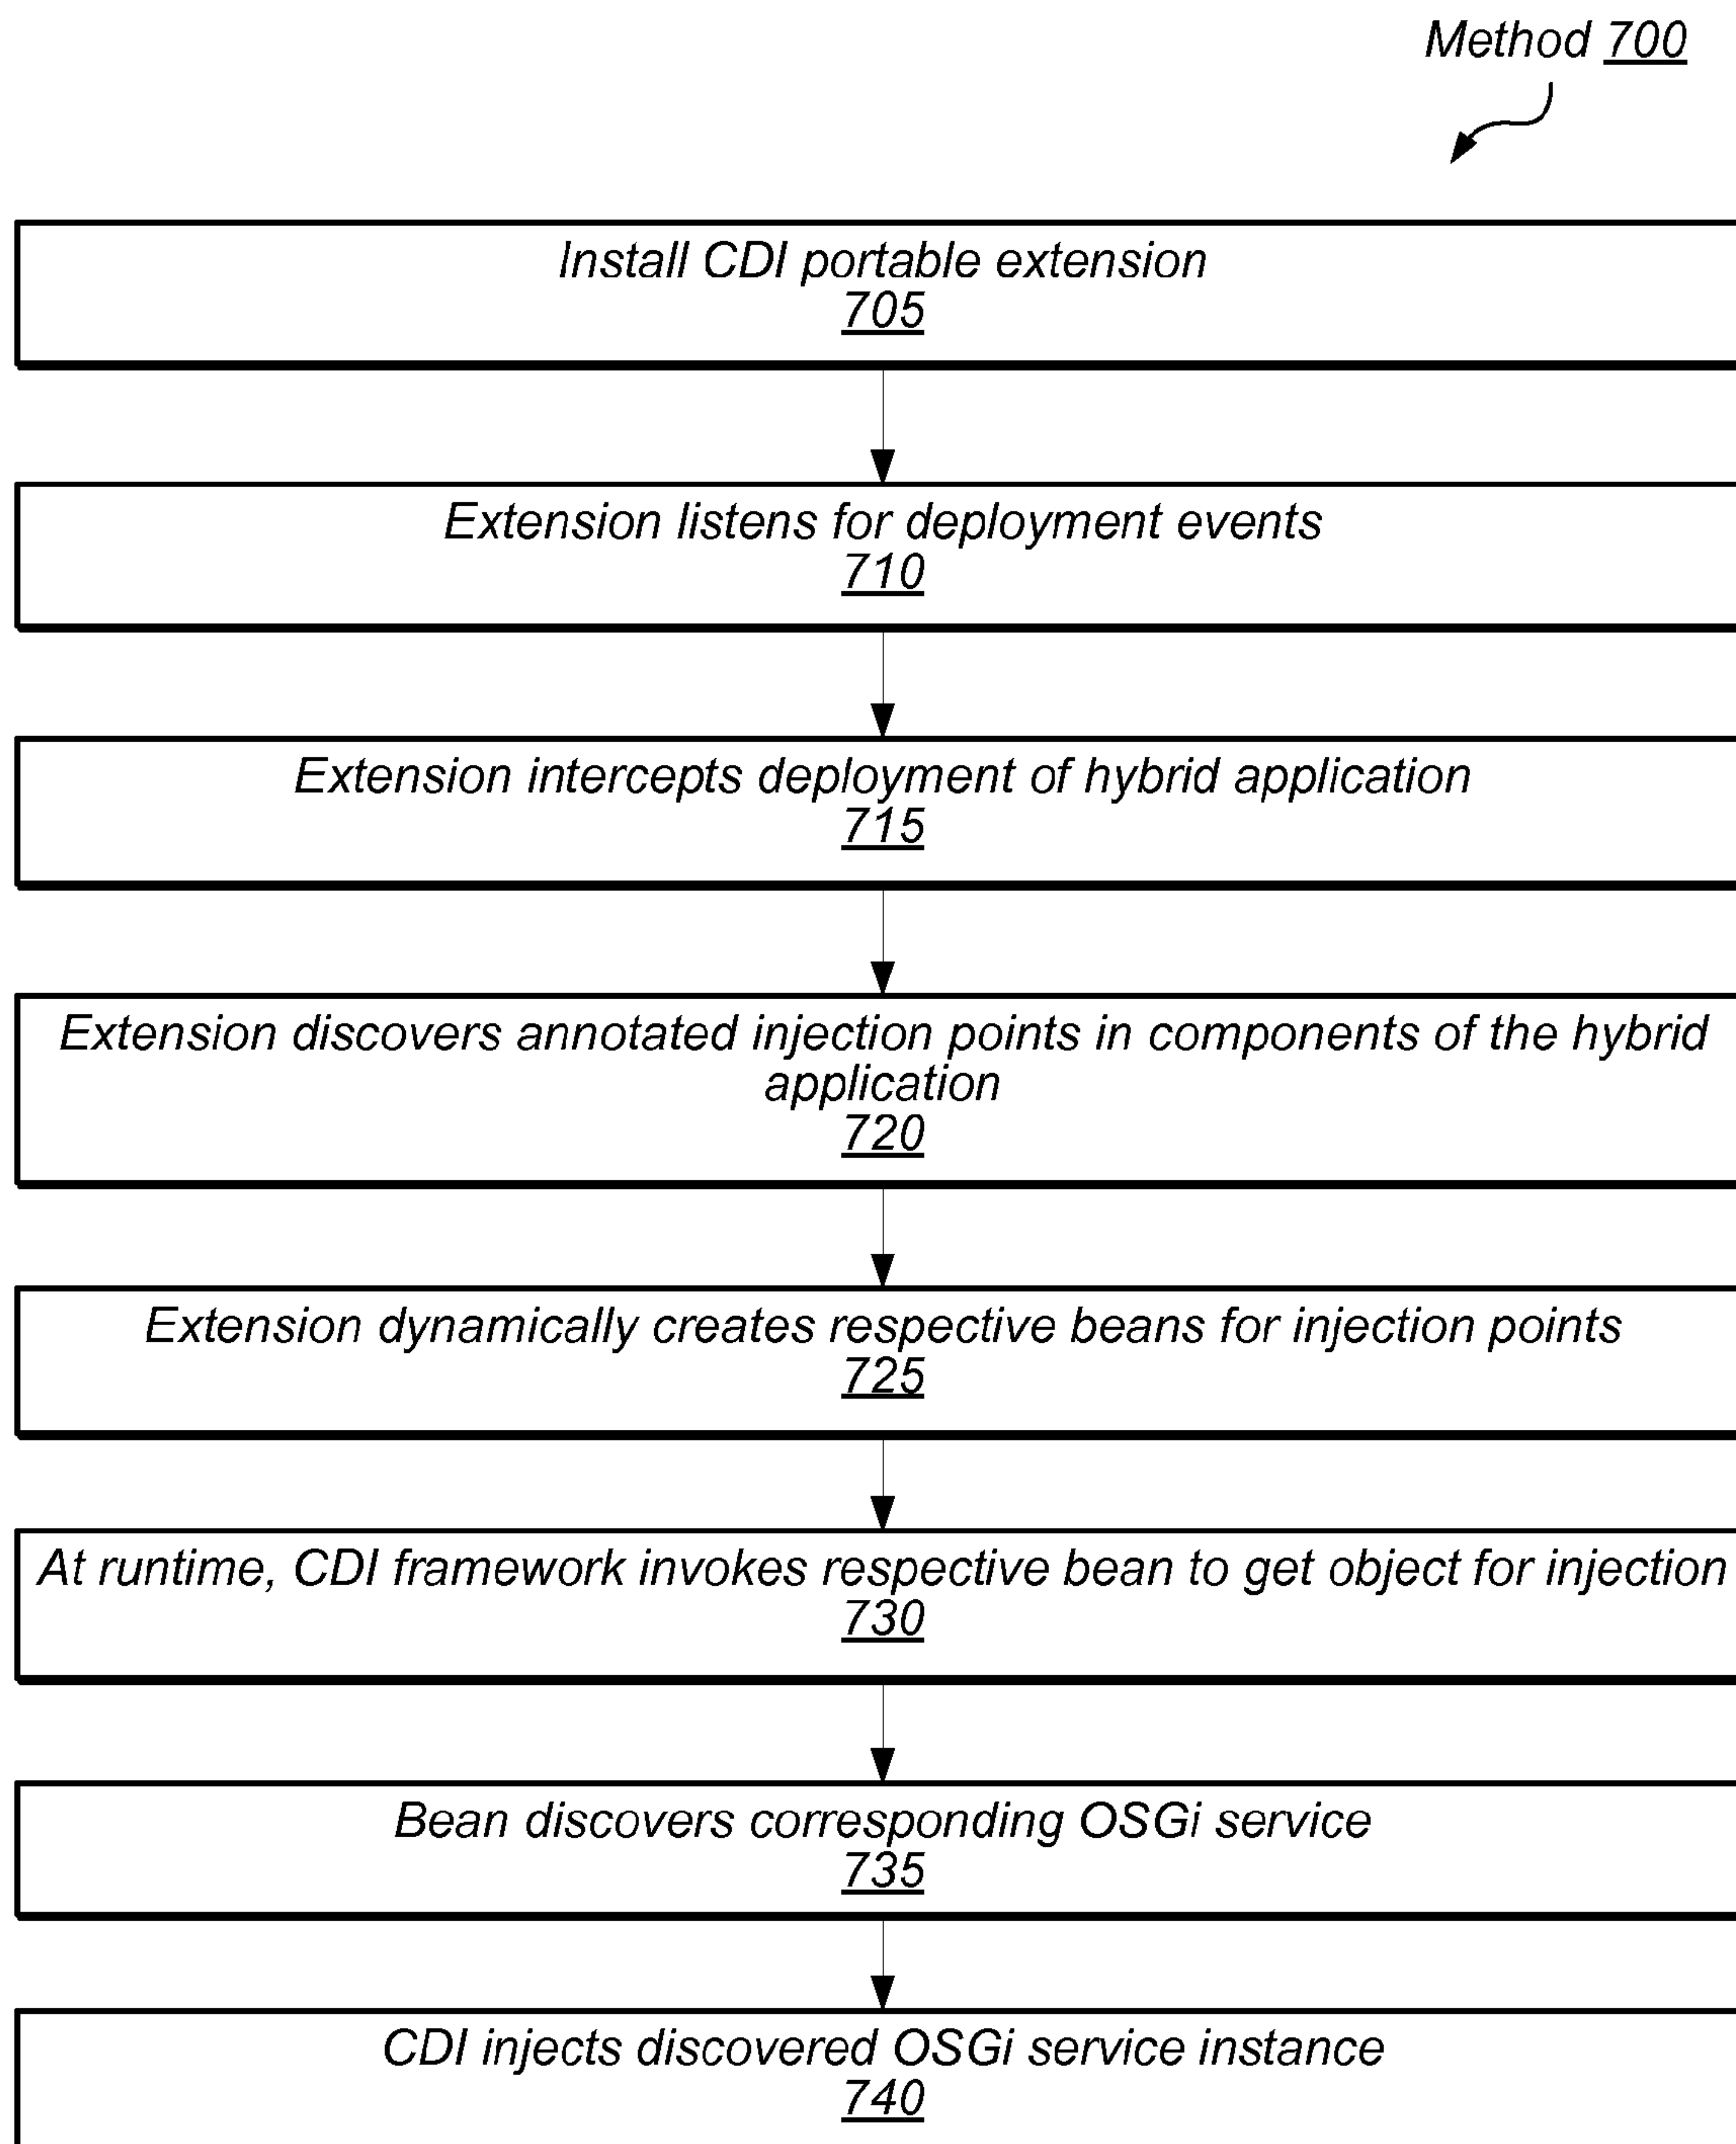 Method 700
Install CDI portable extension
705
Extension listens for deployment events
710
Extension intercepts deployment of hybrid application
715
Extension discovers annotated injection points in components of the hybrid
application
720
Extension dynamically creates respective beans for injection points
725
At runtime, CDI framework invokes respective bean to get object for injection
730
Bean discovers corresponding OSGi service
735
CDI injects discovered OSGi service instance
740